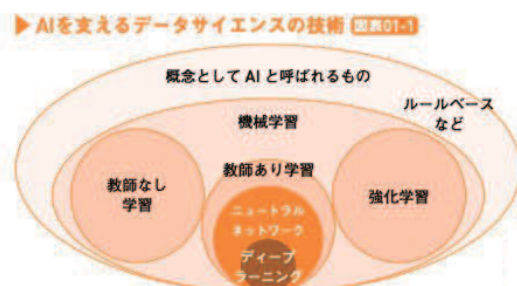 ▶ AIを支えるデータサイエンスの技術 図表01-1
概念として AI と呼ばれるもの
ルールベース
など
機械学習
教師なし
学習
教師あり学習
強化学習
ニュートラル
ネットワーク
ディープ
ラーニング